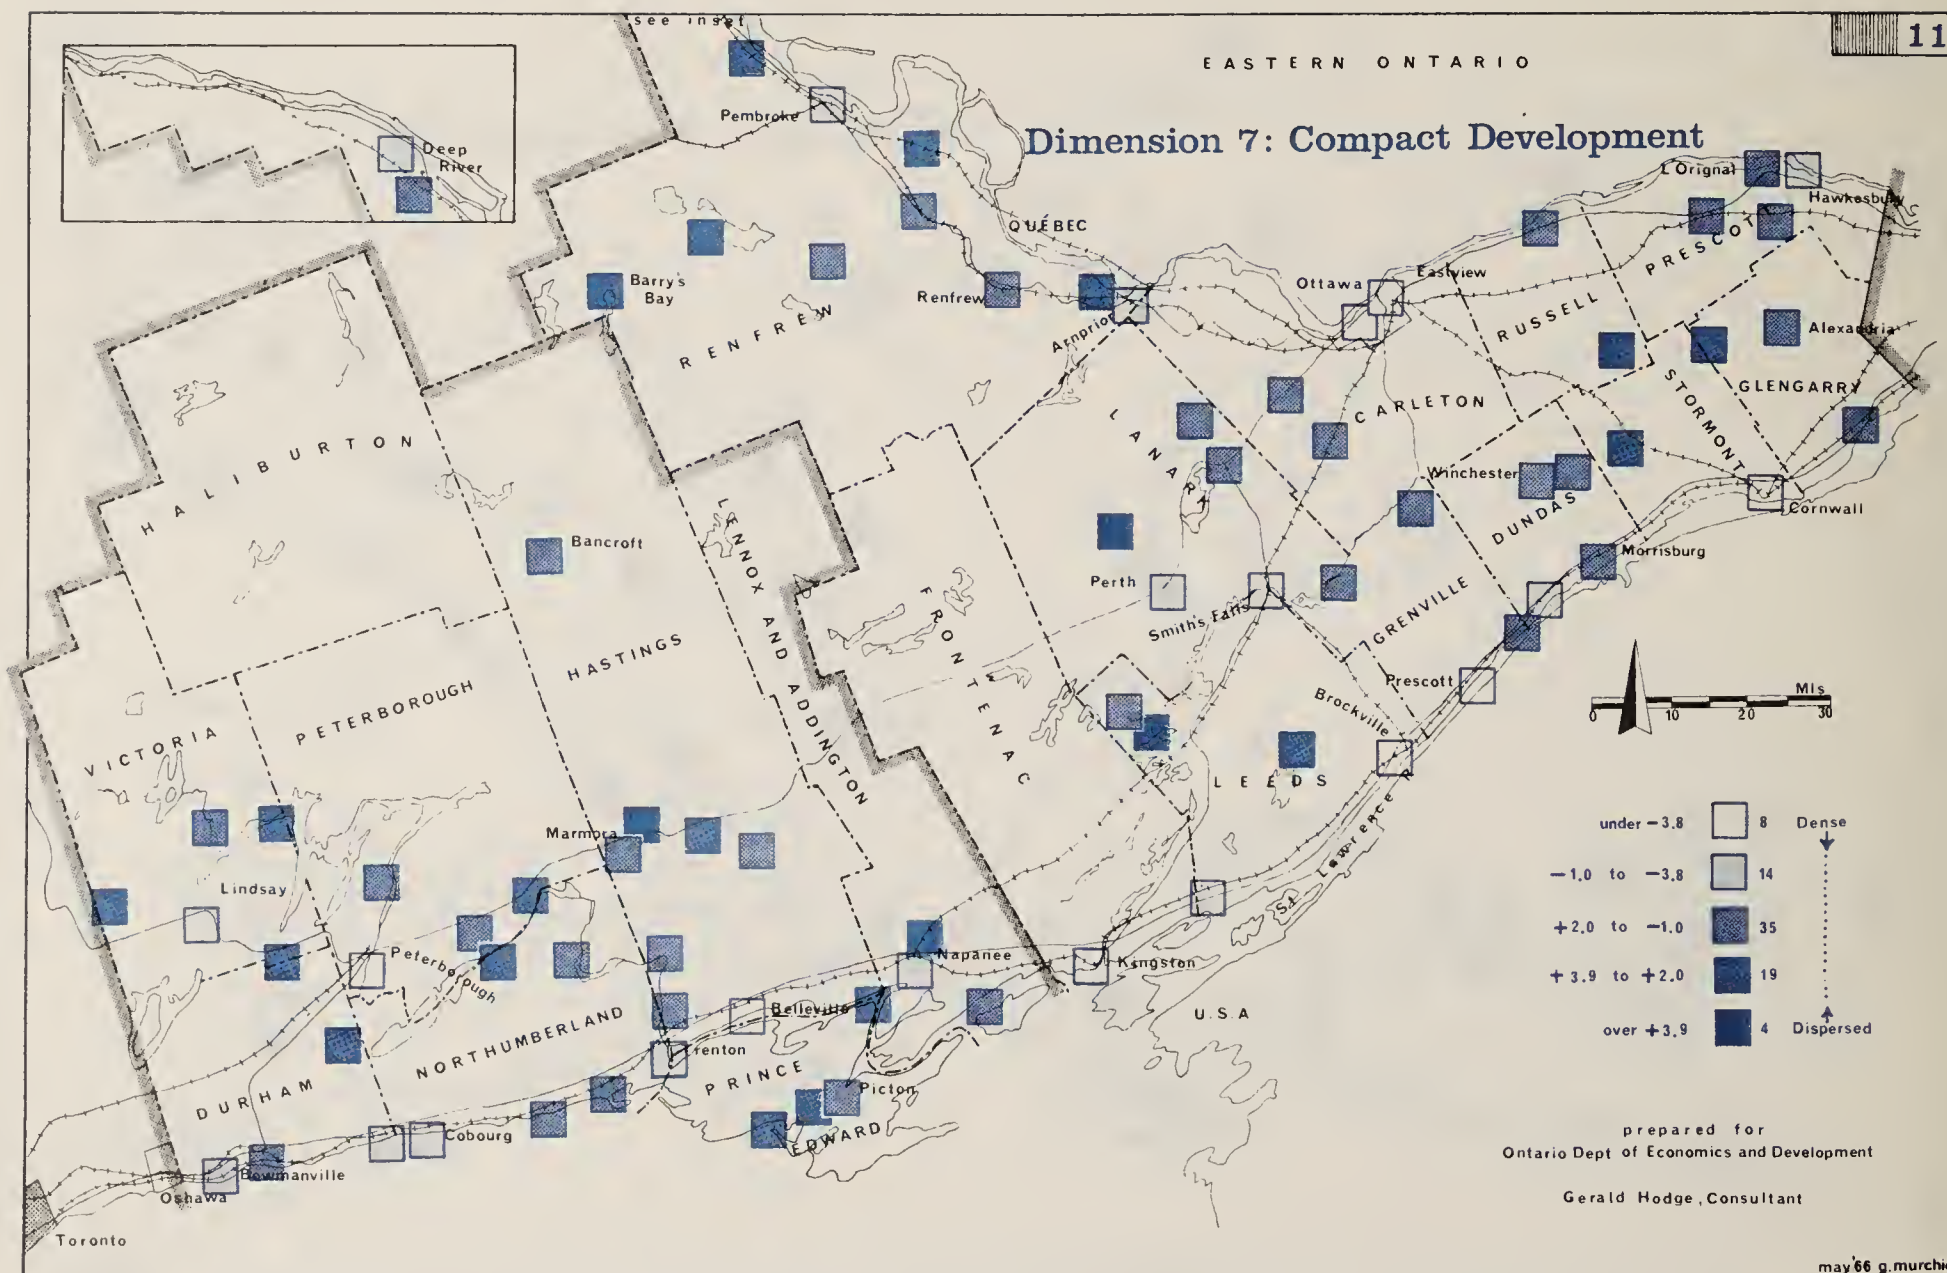 see inset
11
EASTERN ONTARIO
Dimension 7: Compact Development
Deep
River
Pembroke
QUÉBEC
L'Orignal
Hawkesbury
PRESCOTT
Barry's
Bay
Renfrew
Arnprior
Ottawa
Eastview
RUSSELL
RENFREW
Alexandria
GLENGARRY
STORMONT
HALIBURTON
LANARK
CARLETON
Winchester
DUNDAS
Cornwall
Bancroft
LENNOX AND ADDINGTON
Morrisburg
Perth
Smith's Falls
GRENVILLE
FRONTENAC
HASTINGS
PETERBOROUGH
VICTORIA
Prescott
Brockville
Mls
0 10 20 30
LEEDS
Marmora
St Lawrence R
Lindsay
under -3.8 8 Dense
-1.0 to -3.8 14
+2.0 to -1.0 35
+3.9 to +2.0 19
over +3.9 4 Dispersed
Peterborough
Napanee
Kingston
U.S.A
Belleville
NORTHUMBERLAND
Trenton
PRINCE
EDWARD
Picton
DURHAM
Cobourg
Bowmanville
Oshawa
Toronto
prepared for
Ontario Dept of Economics and Development
Gerald Hodge, Consultant
may '66 g.murchie